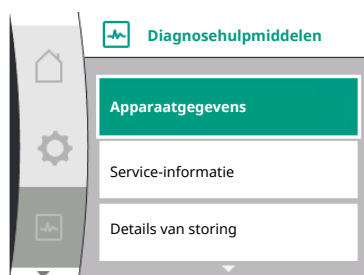 Diagnosehulpmiddelen
Apparaatgegevens
Service-informatie
Details van storing